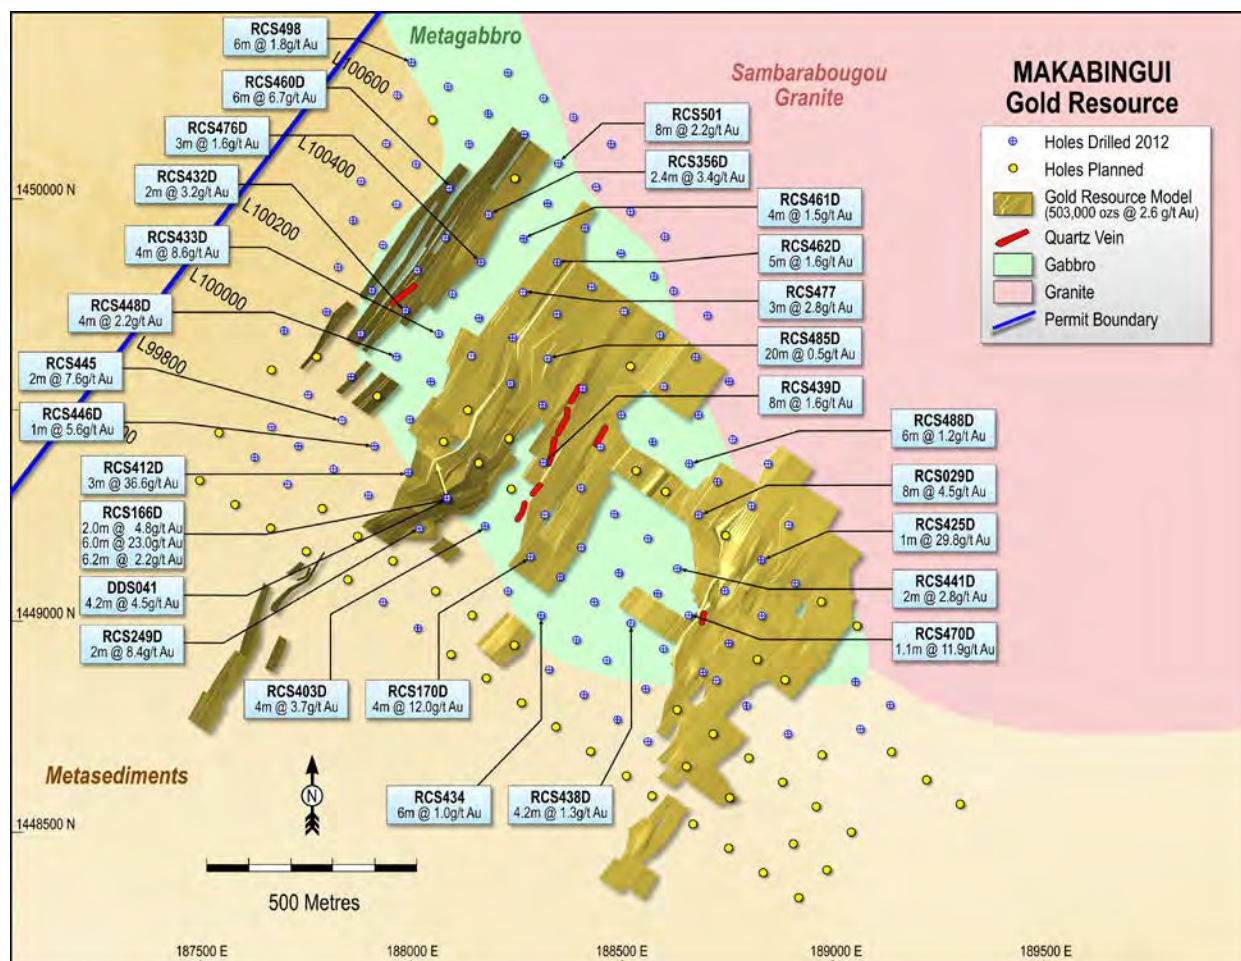 MAKABINGUI
Gold Resource
Holes Drilled 2012
Holes Planned
Gold Resource Model
(503,000 ozs @ 2.6 g/t Au)
Quartz Vein
Gabbro
Granite
Permit Boundary
Metagabbro
Sambarabougou
Granite
Metasediments
RCS498
6m @ 1.8g/t Au
RCS460D
6m @ 6.7g/t Au
RCS476D
3m @ 1.6g/t Au
RCS432D
2m @ 3.2g/t Au
RCS433D
4m @ 8.6g/t Au
RCS448D
4m @ 2.2g/t Au
RCS445
2m @ 7.6g/t Au
RCS446D
1m @ 5.6g/t Au
RCS412D
3m @ 36.6g/t Au
RCS166D
2.0m @ 4.8g/t Au
6.0m @ 23.0g/t Au
6.2m @ 2.2g/t Au
DDS041
4.2m @ 4.5g/t Au
RCS249D
2m @ 8.4g/t Au
RCS403D
4m @ 3.7g/t Au
RCS170D
4m @ 12.0g/t Au
RCS434
6m @ 1.0g/t Au
RCS438D
4.2m @ 1.3g/t Au
RCS501
8m @ 2.2g/t Au
RCS356D
2.4m @ 3.4g/t Au
RCS461D
4m @ 1.5g/t Au
RCS462D
5m @ 1.6g/t Au
RCS477
3m @ 2.8g/t Au
RCS485D
20m @ 0.5g/t Au
RCS439D
8m @ 1.6g/t Au
RCS488D
6m @ 1.2g/t Au
RCS029D
8m @ 4.5g/t Au
RCS425D
1m @ 29.8g/t Au
RCS441D
2m @ 2.8g/t Au
RCS470D
1.1m @ 11.9g/t Au
L100600
L100400
L100200
L100000
L99800
1450000 N
1449000 N
1448500 N
N
500 Metres
187500 E
188000 E
188500 E
189000 E
189500 E